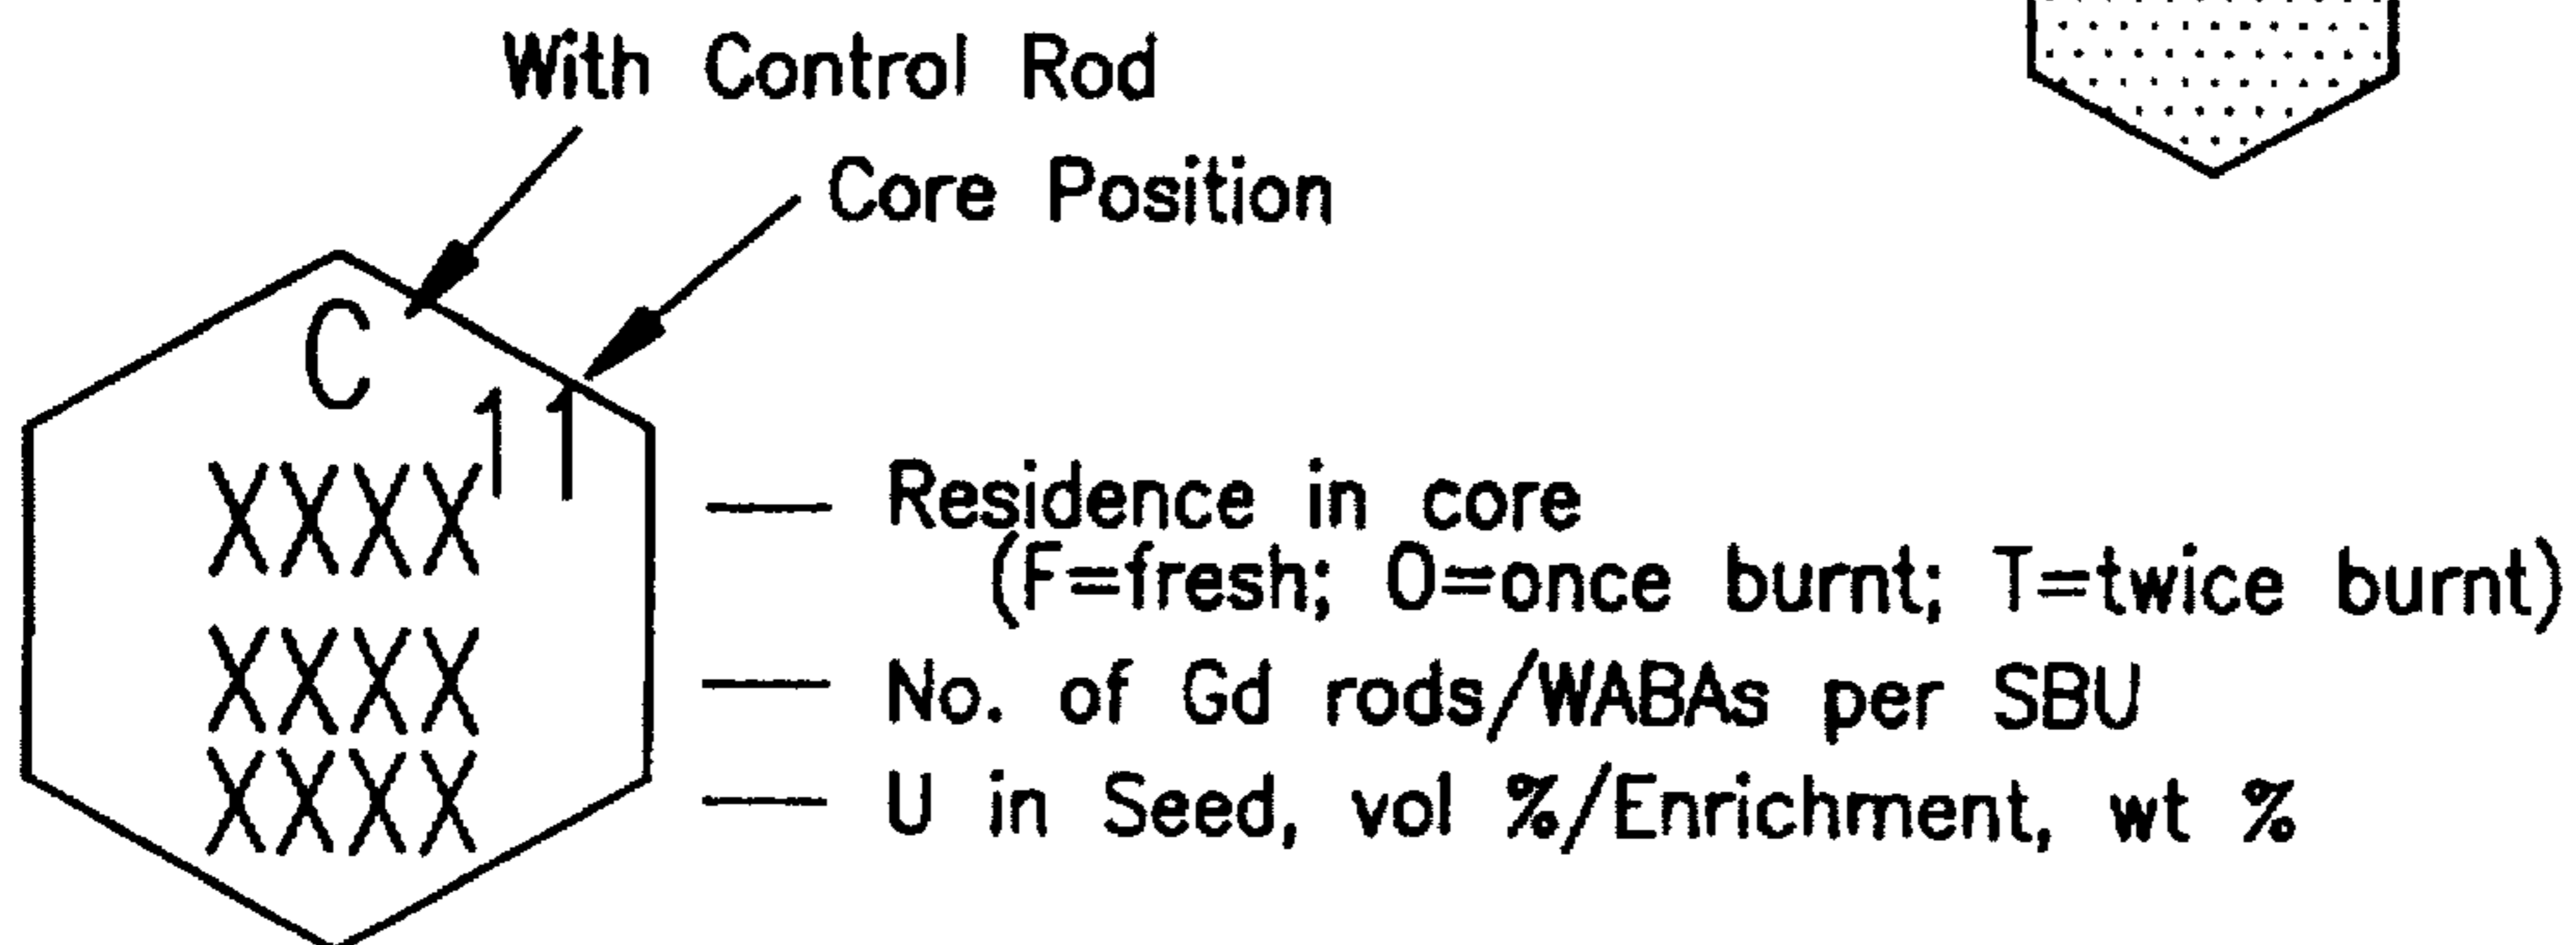 With Control Rod
Core Position
C
11
XXXX — Residence in core
(F=fresh; O=once burnt; T=twice burnt)
XXXX — No. of Gd rods/WABAs per SBU
XXXX — U in Seed, vol %/Enrichment, wt %